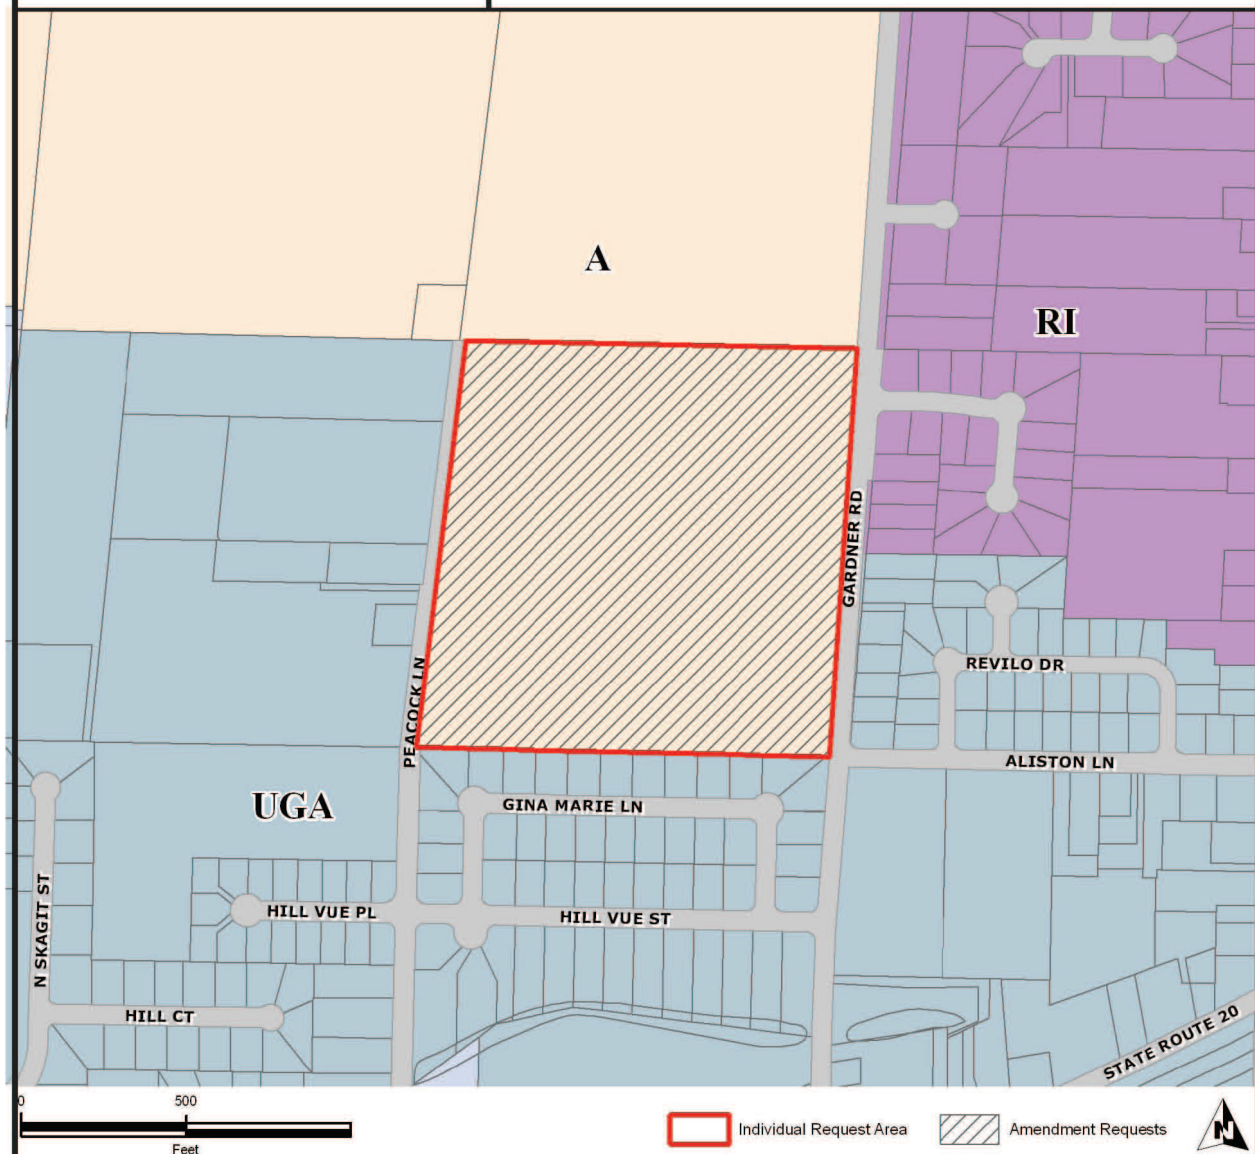 A
RI
GARDNER RD
PEACOCK LN
REVILO DR
ALISTON LN
UGA
GINA MARIE LN
N SKAGIT ST
HILL VUE PL
HILL VUE ST
HILL CT
STATE ROUTE 20
0 500
Feet
Individual Request Area
Amendment Requests
N